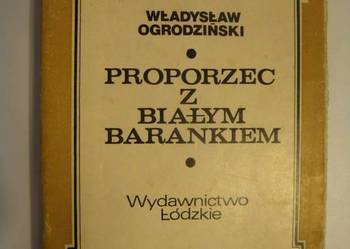 WŁADYSŁAW
OGRODZIŃSKI
PROPORZEC
Z
BIAŁYM
BARANKIEM
Wydawnictwo
Łódzkie